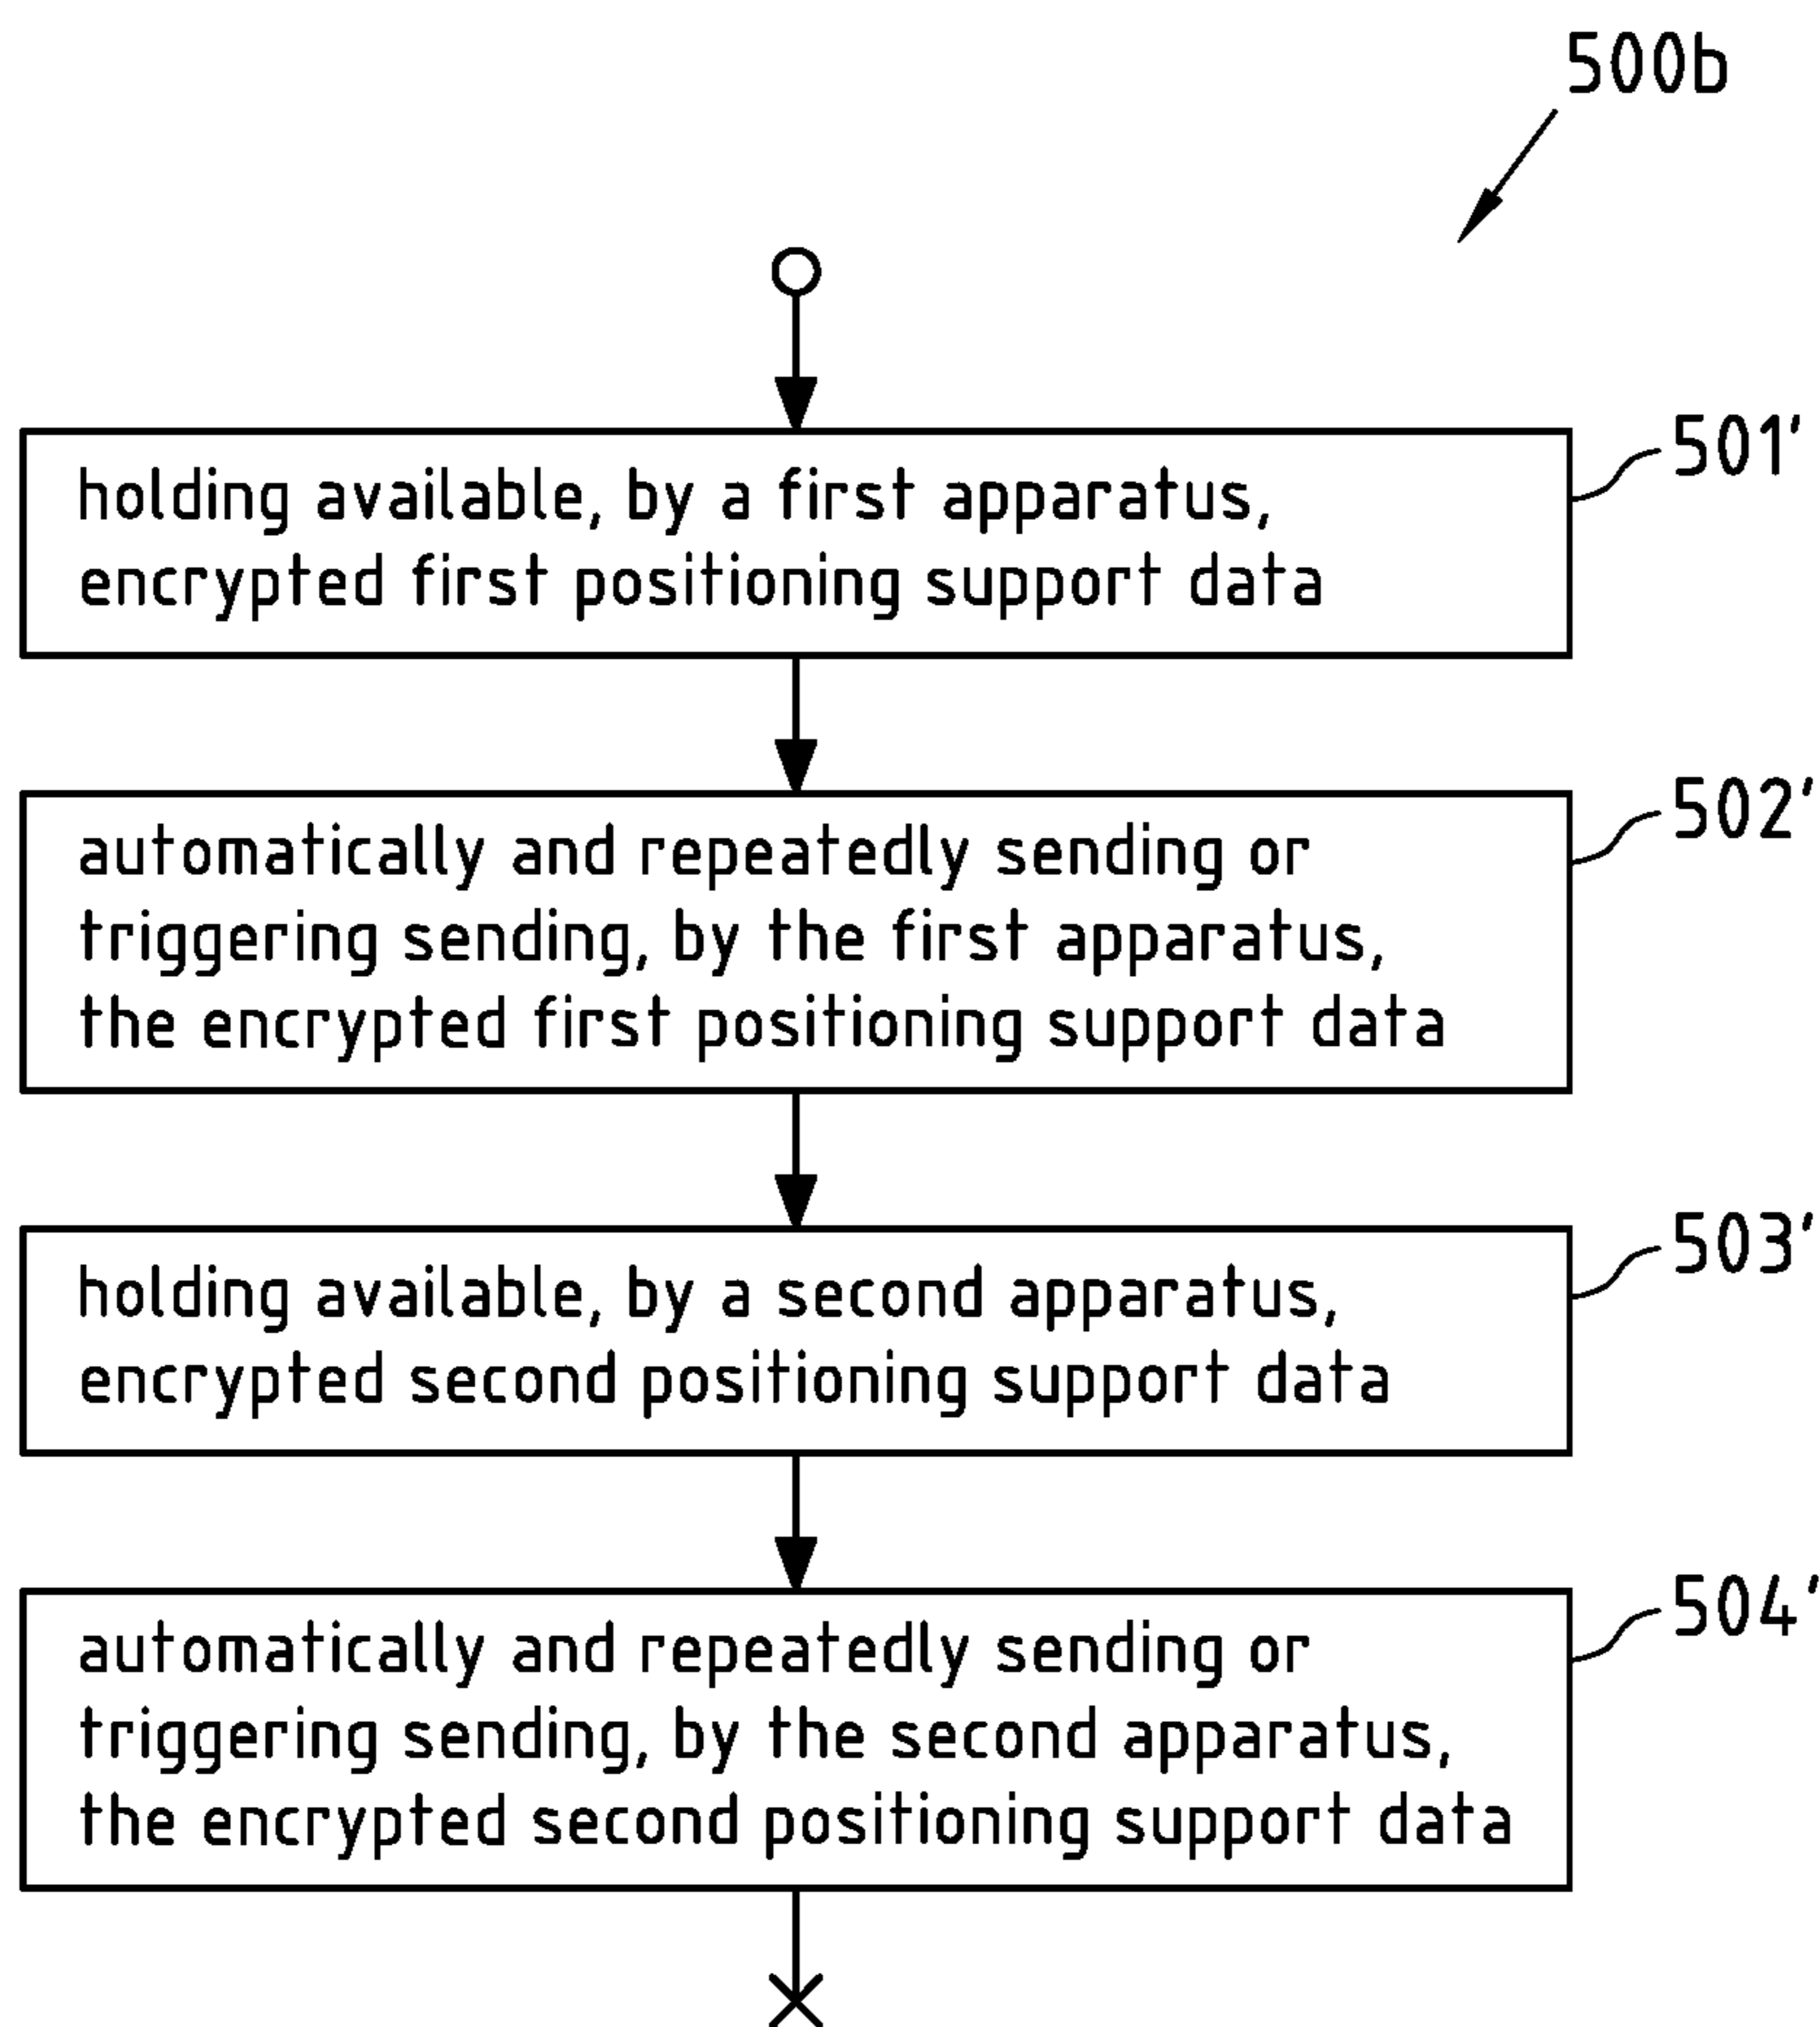 500b
501'
holding available, by a first apparatus,
encrypted first positioning support data
502'
automatically and repeatedly sending or
triggering sending, by the first apparatus,
the encrypted first positioning support data
503'
holding available, by a second apparatus,
encrypted second positioning support data
504'
automatically and repeatedly sending or
triggering sending, by the second apparatus,
the encrypted second positioning support data